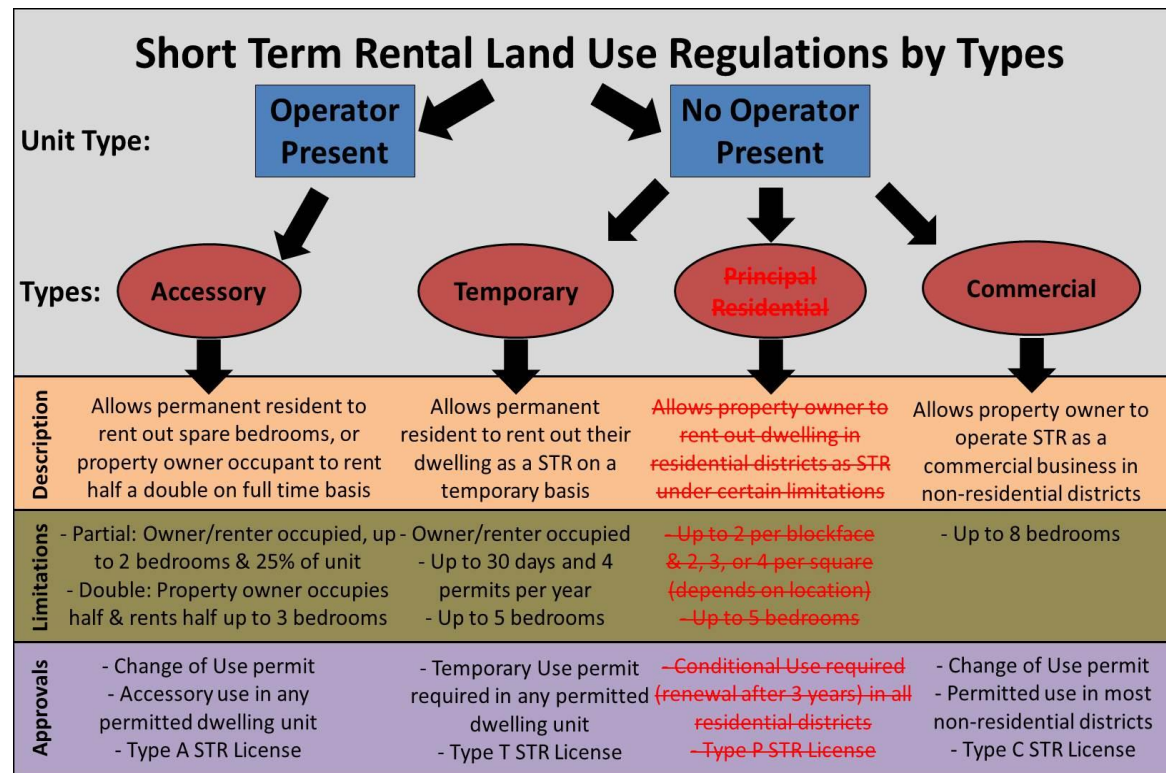 Short Term Rental Land Use Regulations by Types
Unit Type:
Operator
Present
No Operator
Present
Types:
Accessory
Temporary
Principal
Residential
Commercial
Description
Allows permanent resident to
rent out spare bedrooms, or
property owner occupant to rent
half a double on full time basis
Allows permanent
resident to rent out their
dwelling as a STR on a
temporary basis
Allows property owner to
rent out dwelling in
residential districts as STR
under certain limitations
Allows property owner to
operate STR as a
commercial business in
non-residential districts
Limitations
- Partial: Owner/renter occupied, up
to 2 bedrooms & 25% of unit
- Double: Property owner occupies
half & rents half up to 3 bedrooms
- Owner/renter occupied
- Up to 30 days and 4
permits per year
- Up to 5 bedrooms
- Up to 2 per blockface
& 2, 3, or 4 per square
(depends on location)
- Up to 5 bedrooms
- Up to 8 bedrooms
Approvals
- Change of Use permit
- Accessory use in any
permitted dwelling unit
- Type A STR License
- Temporary Use permit
required in any permitted
dwelling unit
- Type T STR License
- Conditional Use required
(renewal after 3 years) in all
residential districts
- Type P STR License
- Change of Use permit
- Permitted use in most
non-residential districts
- Type C STR License